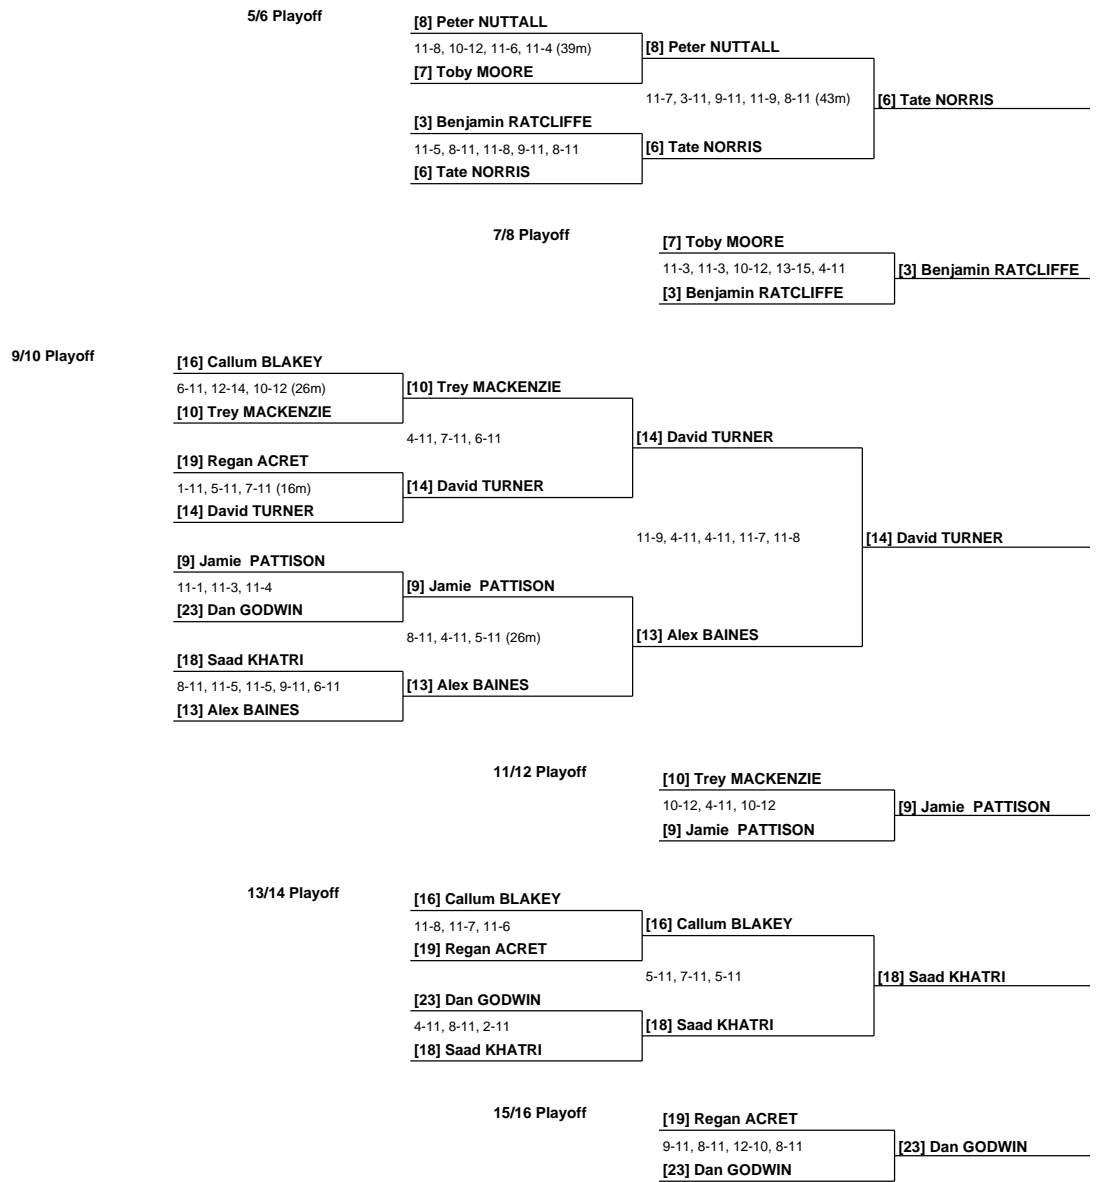 5/6 Playoff
[8] Peter NUTTALL
11-8, 10-12, 11-6, 11-4 (39m)
[8] Peter NUTTALL
[7] Toby MOORE
11-7, 3-11, 9-11, 11-9, 8-11 (43m)
[6] Tate NORRIS
[3] Benjamin RATCLIFFE
11-5, 8-11, 11-8, 9-11, 8-11
[6] Tate NORRIS
[6] Tate NORRIS
7/8 Playoff
[7] Toby MOORE
11-3, 11-3, 10-12, 13-15, 4-11
[3] Benjamin RATCLIFFE
[3] Benjamin RATCLIFFE
9/10 Playoff
[16] Callum BLAKEY
6-11, 12-14, 10-12 (26m)
[10] Trey MACKENZIE
[10] Trey MACKENZIE
4-11, 7-11, 6-11
[14] David TURNER
[19] Regan ACRET
1-11, 5-11, 7-11 (16m)
[14] David TURNER
[14] David TURNER
11-9, 4-11, 4-11, 11-7, 11-8
[14] David TURNER
[9] Jamie  PATTISON
11-1, 11-3, 11-4
[9] Jamie  PATTISON
[23] Dan GODWIN
8-11, 4-11, 5-11 (26m)
[13] Alex BAINES
[18] Saad KHATRI
8-11, 11-5, 11-5, 9-11, 6-11
[13] Alex BAINES
[13] Alex BAINES
11/12 Playoff
[10] Trey MACKENZIE
10-12, 4-11, 10-12
[9] Jamie  PATTISON
[9] Jamie  PATTISON
13/14 Playoff
[16] Callum BLAKEY
11-8, 11-7, 11-6
[16] Callum BLAKEY
[19] Regan ACRET
5-11, 7-11, 5-11
[18] Saad KHATRI
[23] Dan GODWIN
4-11, 8-11, 2-11
[18] Saad KHATRI
[18] Saad KHATRI
15/16 Playoff
[19] Regan ACRET
9-11, 8-11, 12-10, 8-11
[23] Dan GODWIN
[23] Dan GODWIN